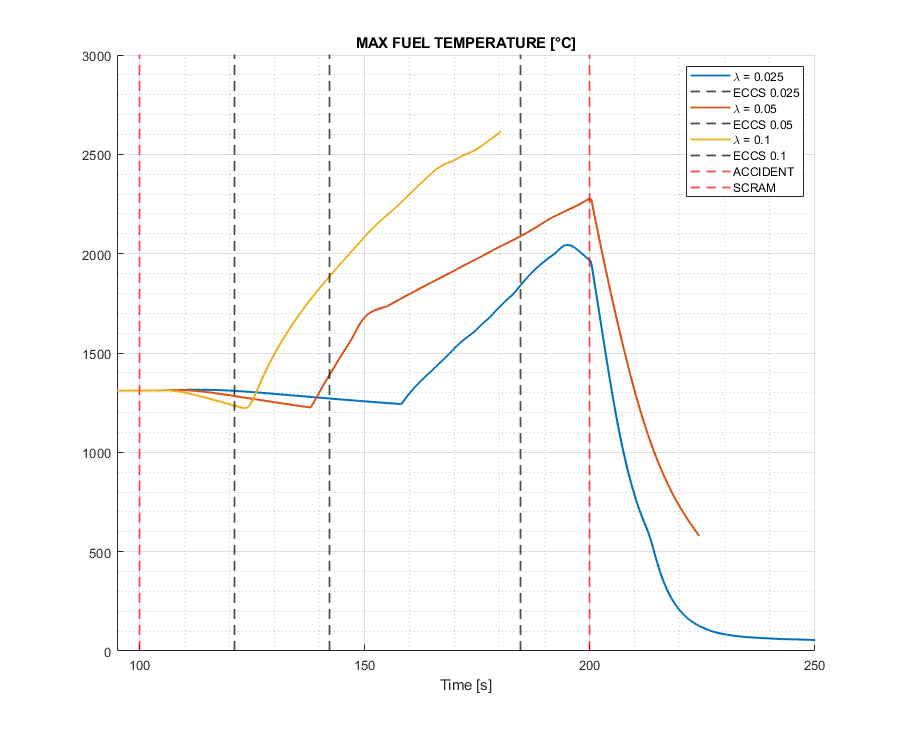 MAX FUEL TEMPERATURE [°C]
3000
2500
2000
1500
1000
500
0
100
150
200
250
Time [s]
λ = 0.025
ECCS 0.025
λ = 0.05
ECCS 0.05
λ = 0.1
ECCS 0.1
ACCIDENT
SCRAM